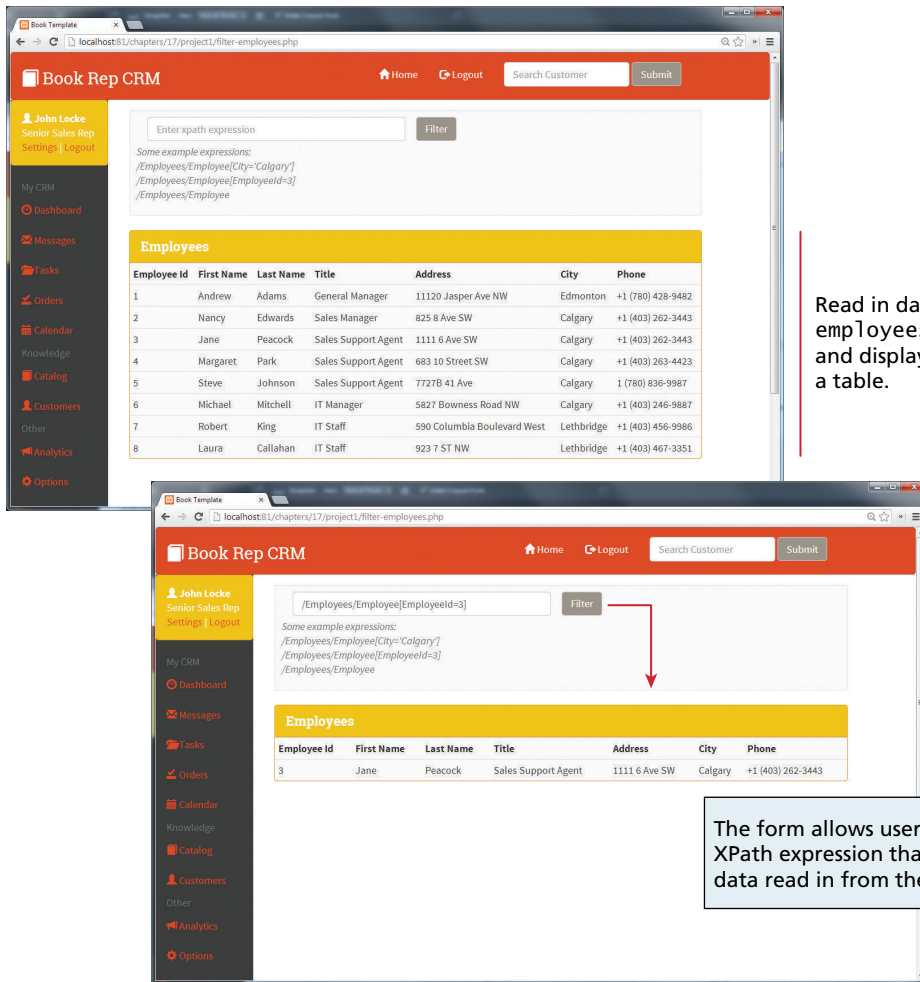 Book Template
localhost:81/chapters/17/project1/filter-employees.php
Book Rep CRM
Home
Logout
Search Customer
Submit
John Locke
Senior Sales Rep
Settings | Logout
My CRM
Dashboard
Messages
Tasks
Orders
Calendar
Knowledge
Catalog
Customers
Other
Analytics
Options
Enter xpath expression
Filter
Some example expressions:
/Employees/Employee[City='Calgary']
/Employees/Employee[EmployeeId=3]
/Employees/Employee
Employees
Employee Id First Name Last Name Title Address City Phone
1 Andrew Adams General Manager 11120 Jasper Ave NW Edmonton +1 (780) 428-9482
2 Nancy Edwards Sales Manager 825 8 Ave SW Calgary +1 (403) 262-3443
3 Jane Peacock Sales Support Agent 1111 6 Ave SW Calgary +1 (403) 262-3443
4 Margaret Park Sales Support Agent 683 10 Street SW Calgary +1 (403) 263-4423
5 Steve Johnson Sales Support Agent 7727B 41 Ave Calgary 1 (780) 836-9987
6 Michael Mitchell IT Manager 5827 Bowness Road NW Calgary +1 (403) 246-9887
7 Robert King IT Staff 590 Columbia Boulevard West Lethbridge +1 (403) 456-9986
8 Laura Callahan IT Staff 923 7 ST NW Lethbridge +1 (403) 467-3351
Read in da
employees
and display
a table.
Book Template
localhost:81/chapters/17/project1/filter-employees.php
Book Rep CRM
Home
Logout
Search Customer
Submit
John Locke
Senior Sales Rep
Settings | Logout
My CRM
Dashboard
Messages
Tasks
Orders
Calendar
Knowledge
Catalog
Customers
Other
Analytics
Options
/Employees/Employee[EmployeeId=3]
Filter
Some example expressions:
/Employees/Employee[City='Calgary']
/Employees/Employee[EmployeeId=3]
/Employees/Employee
Employees
Employee Id First Name Last Name Title Address City Phone
3 Jane Peacock Sales Support Agent 1111 6 Ave SW Calgary +1 (403) 262-3443
The form allows user
XPath expression tha
data read in from the